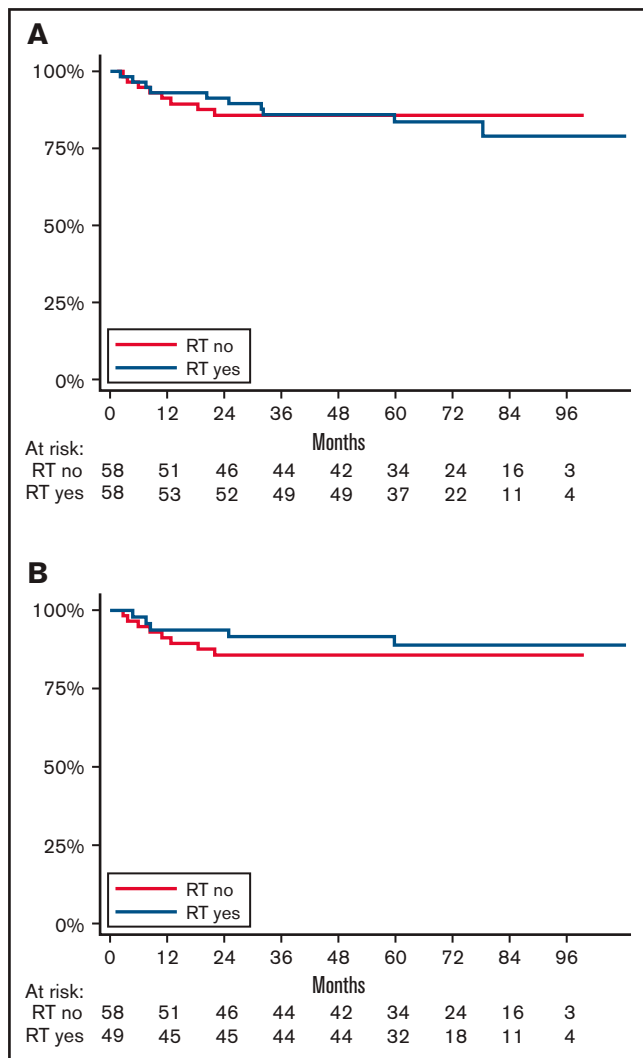 A
100%
75%
50%
25%
0%
RT no
RT yes
0 12 24 36 48 60 72 84 96
Months
At risk:
RT no 58 51 46 44 42 34 24 16 3
RT yes 58 53 52 49 49 37 22 11 4
B
100%
75%
50%
25%
0%
RT no
RT yes
0 12 24 36 48 60 72 84 96
Months
At risk:
RT no 58 51 46 44 42 34 24 16 3
RT yes 49 45 45 44 44 32 18 11 4